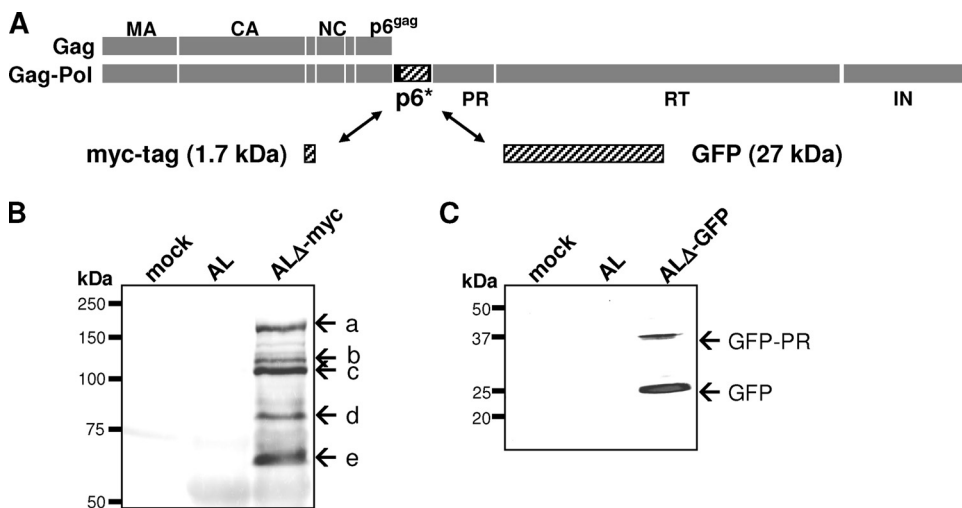 A
MA CA NC p6gag
Gag
Gag-Pol
p6* PR RT IN
myc-tag (1.7 kDa) GFP (27 kDa)
B
mock AL ALΔ-myc
kDa
250
150
100
75
50
a
b
c
d
e
C
mock AL ALΔ-GFP
kDa
50
37
25
20
GFP-PR
GFP